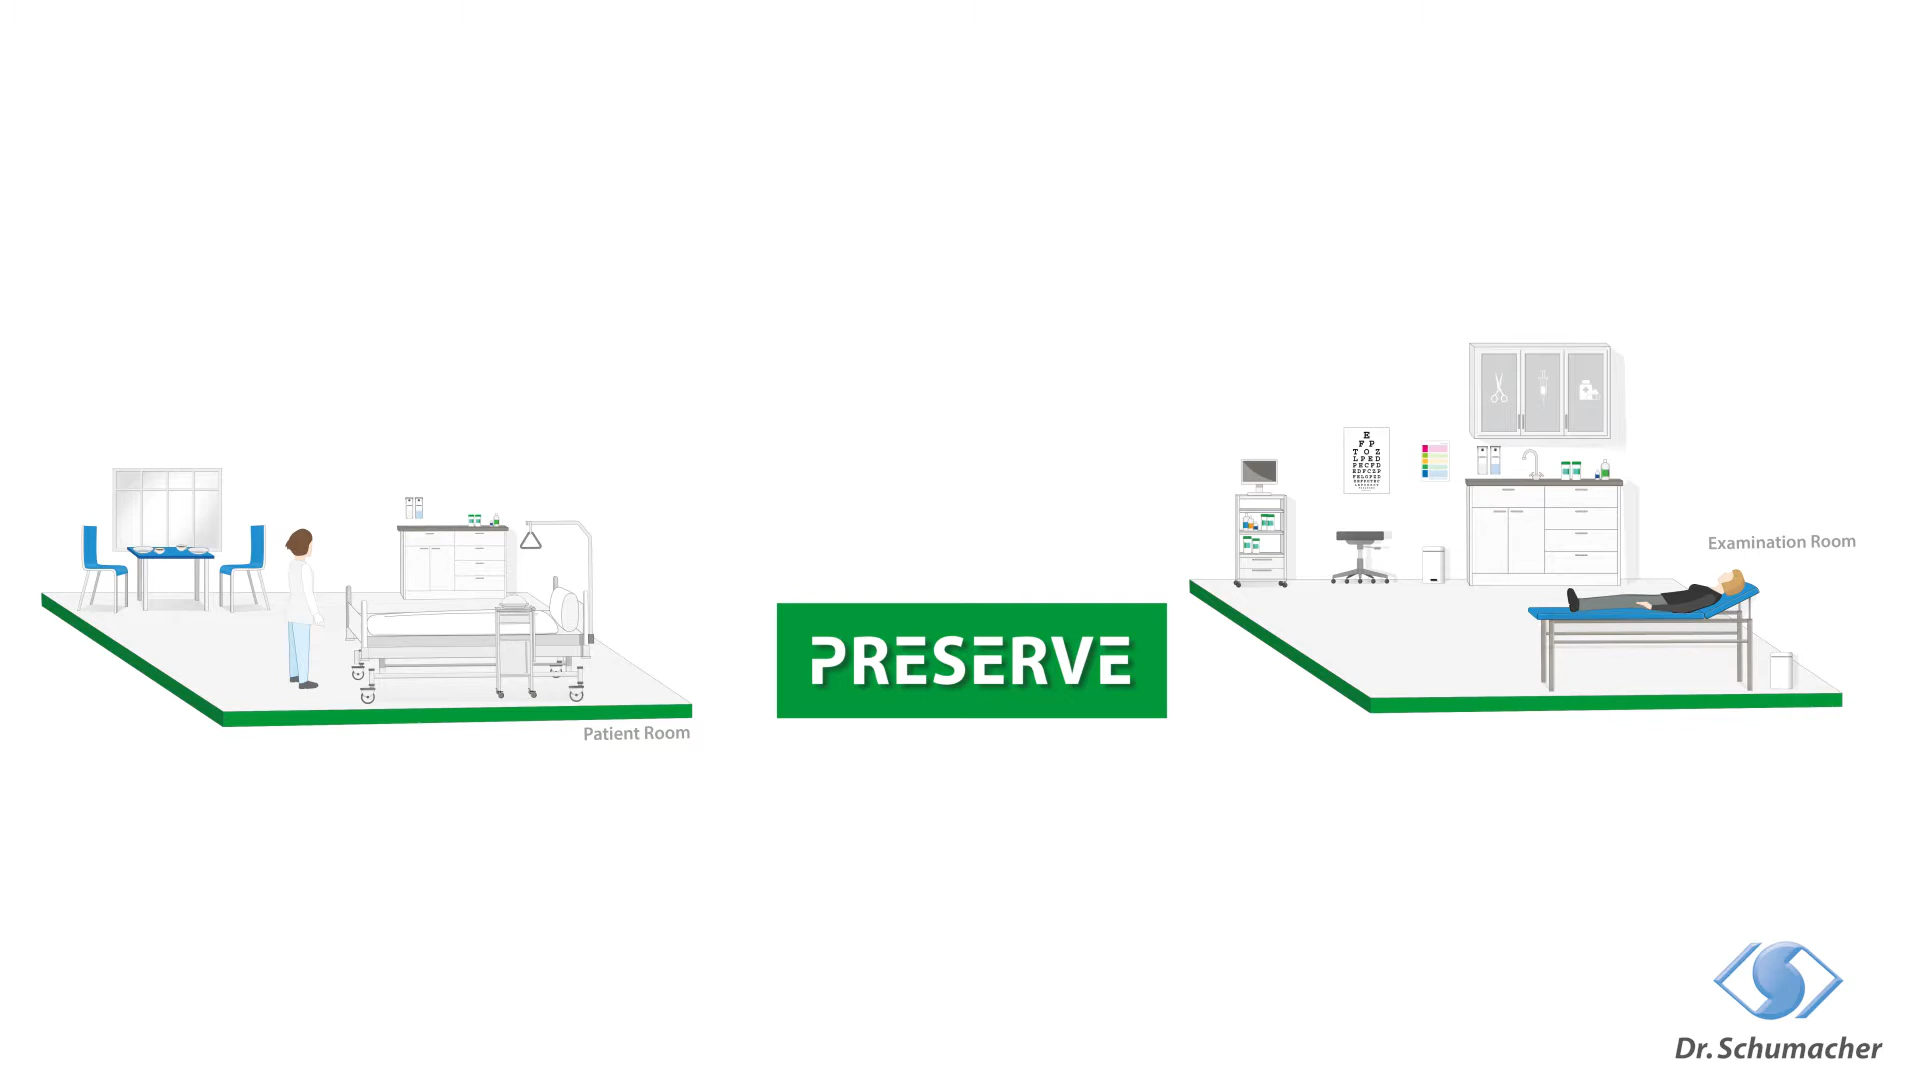 E
F P
T O Z
L P E D
P E C F D
E D F C Z P
F E L O P Z D
D E F P O T E C
Examination Room
PRESERVE
Patient Room
Dr. Schumacher